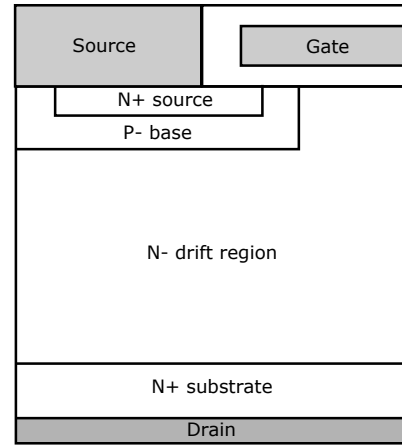 Source
Gate
N+ source
P- base
N- drift region
N+ substrate
Drain